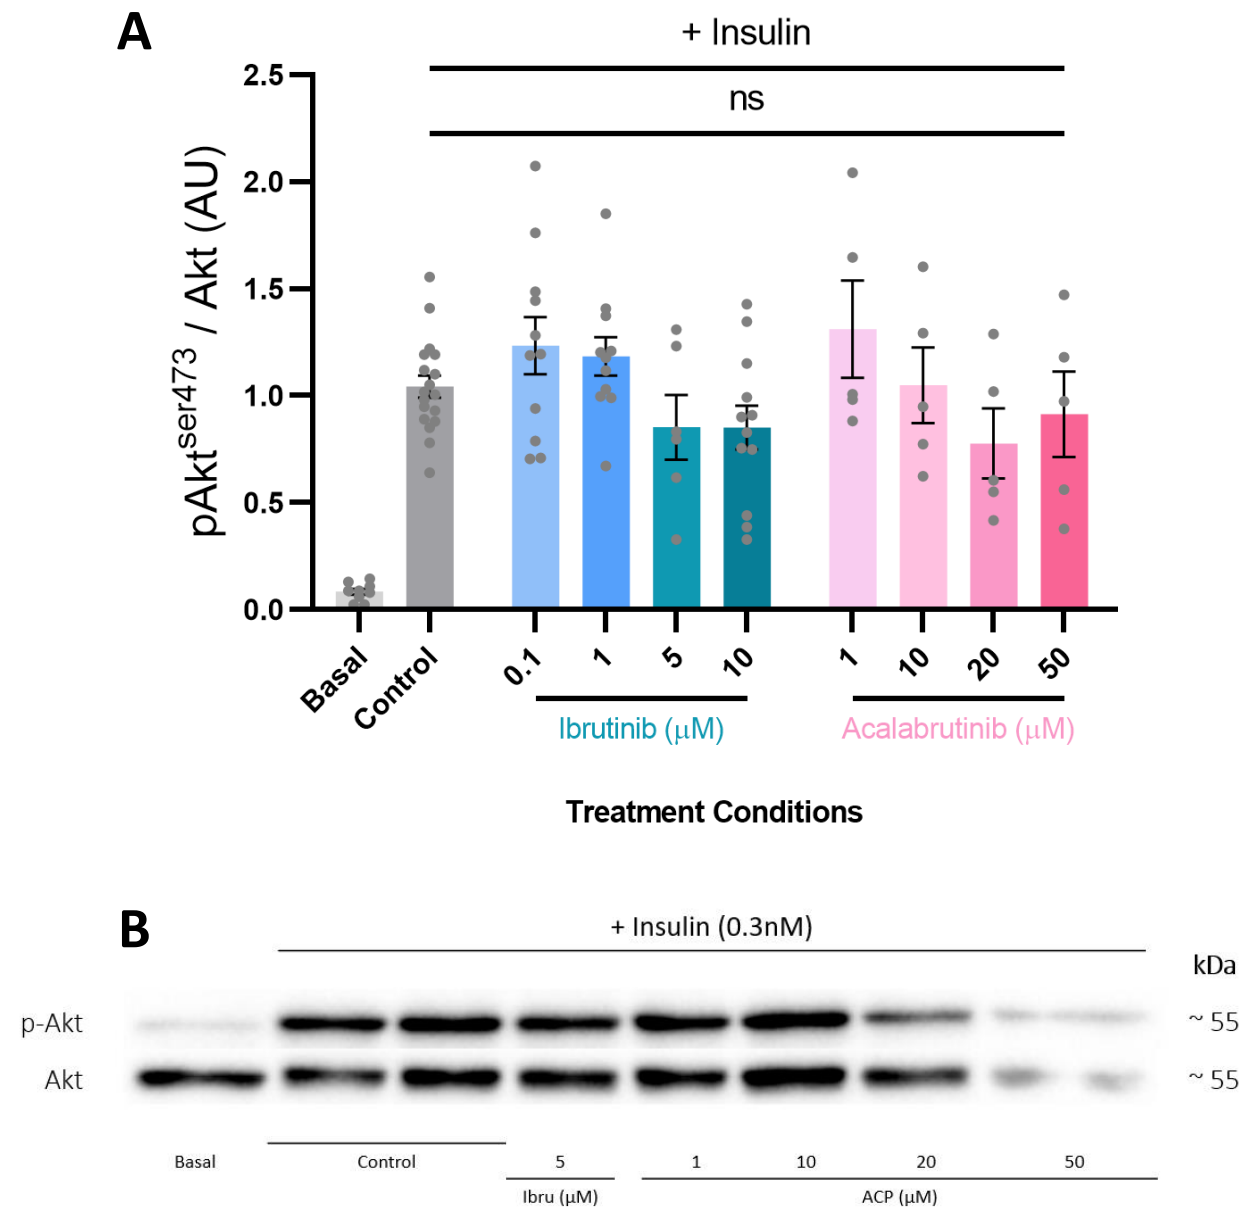 A
+ Insulin
ns
pAktser473 / Akt (AU)
2.5
2.0
1.5
1.0
0.5
0.0
Basal Control 0.1 1 5 10 1 10 20 50
Ibrutinib (μM) Acalabrutinib (μM)
Treatment Conditions
B
+ Insulin (0.3nM)
kDa
p-Akt ~ 55
Akt ~ 55
Basal Control 5 1 10 20 50
Ibru (μM) ACP (μM)